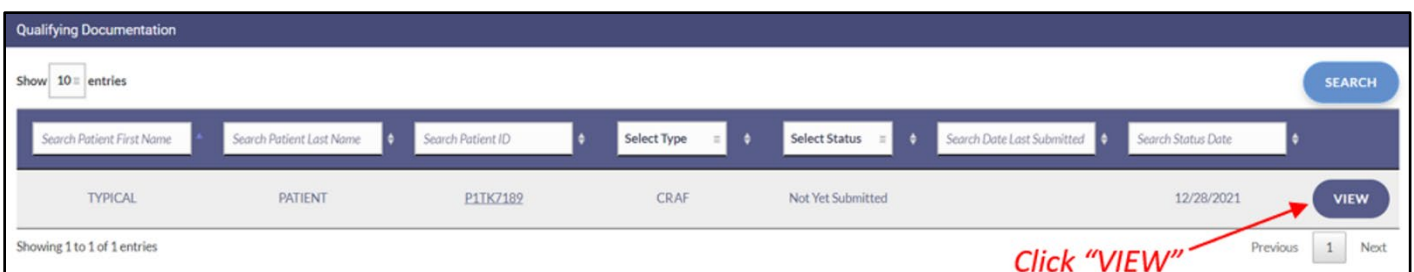 Qualifying Documentation
Show 10 entries
SEARCH
Search Patient First Name Search Patient Last Name Search Patient ID Select Type Select Status Search Date Last Submitted Search Status Date
TYPICAL PATIENT P1TK7189 CRAF Not Yet Submitted 12/28/2021 VIEW
Showing 1 to 1 of 1 entries
Click “VIEW”
Previous 1 Next